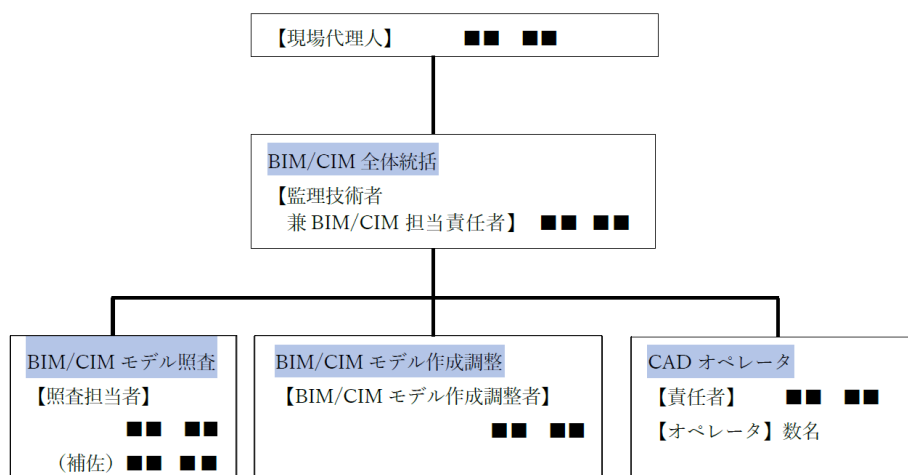 【現場代理人】 ■■ ■■
BIM/CIM 全体統括
【監理技術者
兼 BIM/CIM 担当責任者】 ■■ ■■
BIM/CIM モデル照査
【照査担当者】
■■ ■■
（補佐）■■ ■■
BIM/CIM モデル作成調整
【BIM/CIM モデル作成調整者】
■■ ■■
CAD オペレータ
【責任者】 ■■ ■■
【オペレータ】数名